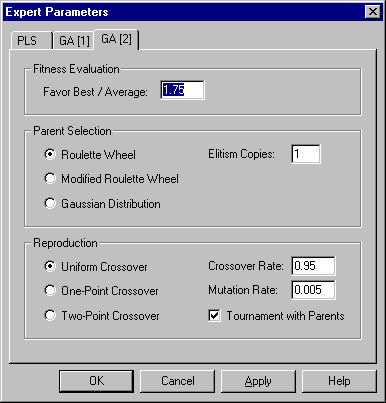 Expert Parameters
PLS GA [1] GA [2]
Fitness Evaluation
Favor Best / Average: 1.75
Parent Selection
Roulette Wheel Elitism Copies: 1
Modified Roulette Wheel
Gaussian Distribution
Reproduction
Uniform Crossover Crossover Rate: 0.95
One-Point Crossover Mutation Rate: 0.005
Two-Point Crossover Tournament with Parents
OK Cancel Apply Help